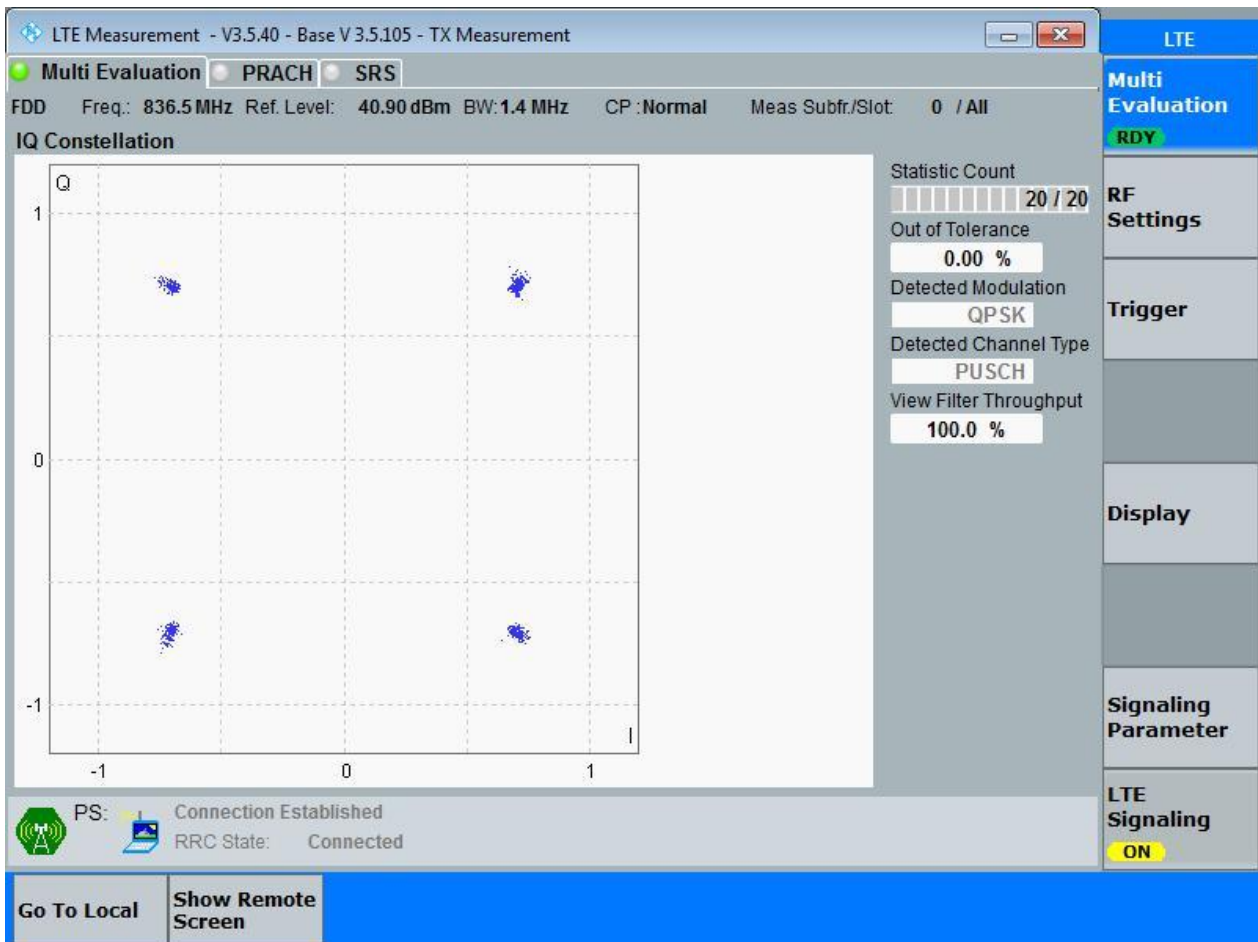 LTE Measurement - V3.5.40 - Base V 3.5.105 - TX Measurement
LTE
Multi Evaluation PRACH SRS
Multi
Evaluation
RDY
FDD Freq.: 836.5 MHz Ref. Level: 40.90 dBm BW:1.4 MHz CP :Normal Meas Subfr./Slot: 0 / All
IQ Constellation
Q
1
0
-1
I
-1 0 1
Statistic Count
20 / 20
Out of Tolerance
0.00 %
Detected Modulation
QPSK
Detected Channel Type
PUSCH
View Filter Throughput
100.0 %
RF
Settings
Trigger
Display
Signaling
Parameter
LTE
Signaling
ON
PS: Connection Established
RRC State: Connected
Go To Local
Show Remote
Screen